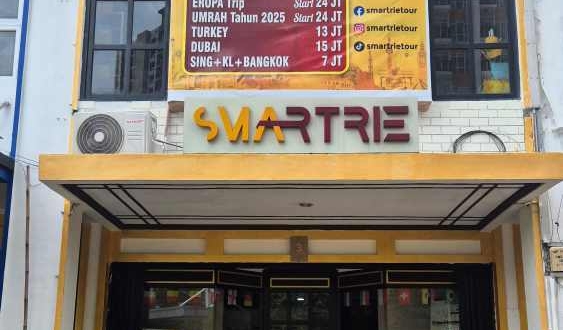 EROPA Trip Start 24 JT
UMRAH Tahun 2025 Start 24 JT
TURKEY 13 JT
DUBAI 15 JT
SING+KL+BANGKOK 7 JT
smartrietour
smartrietour
smartrietour
SMARTRIE
3